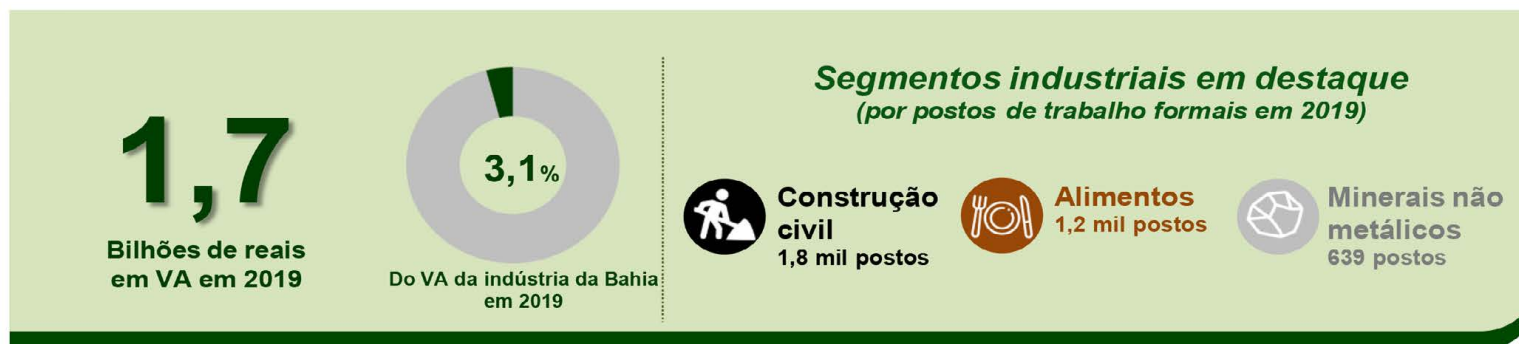 1,7
Bilhões de reais
em VA em 2019
3,1%
Do VA da indústria da Bahia
em 2019
Segmentos industriais em destaque
(por postos de trabalho formais em 2019)
Construção
civil
1,8 mil postos
Alimentos
1,2 mil postos
Minerais não
metálicos
639 postos